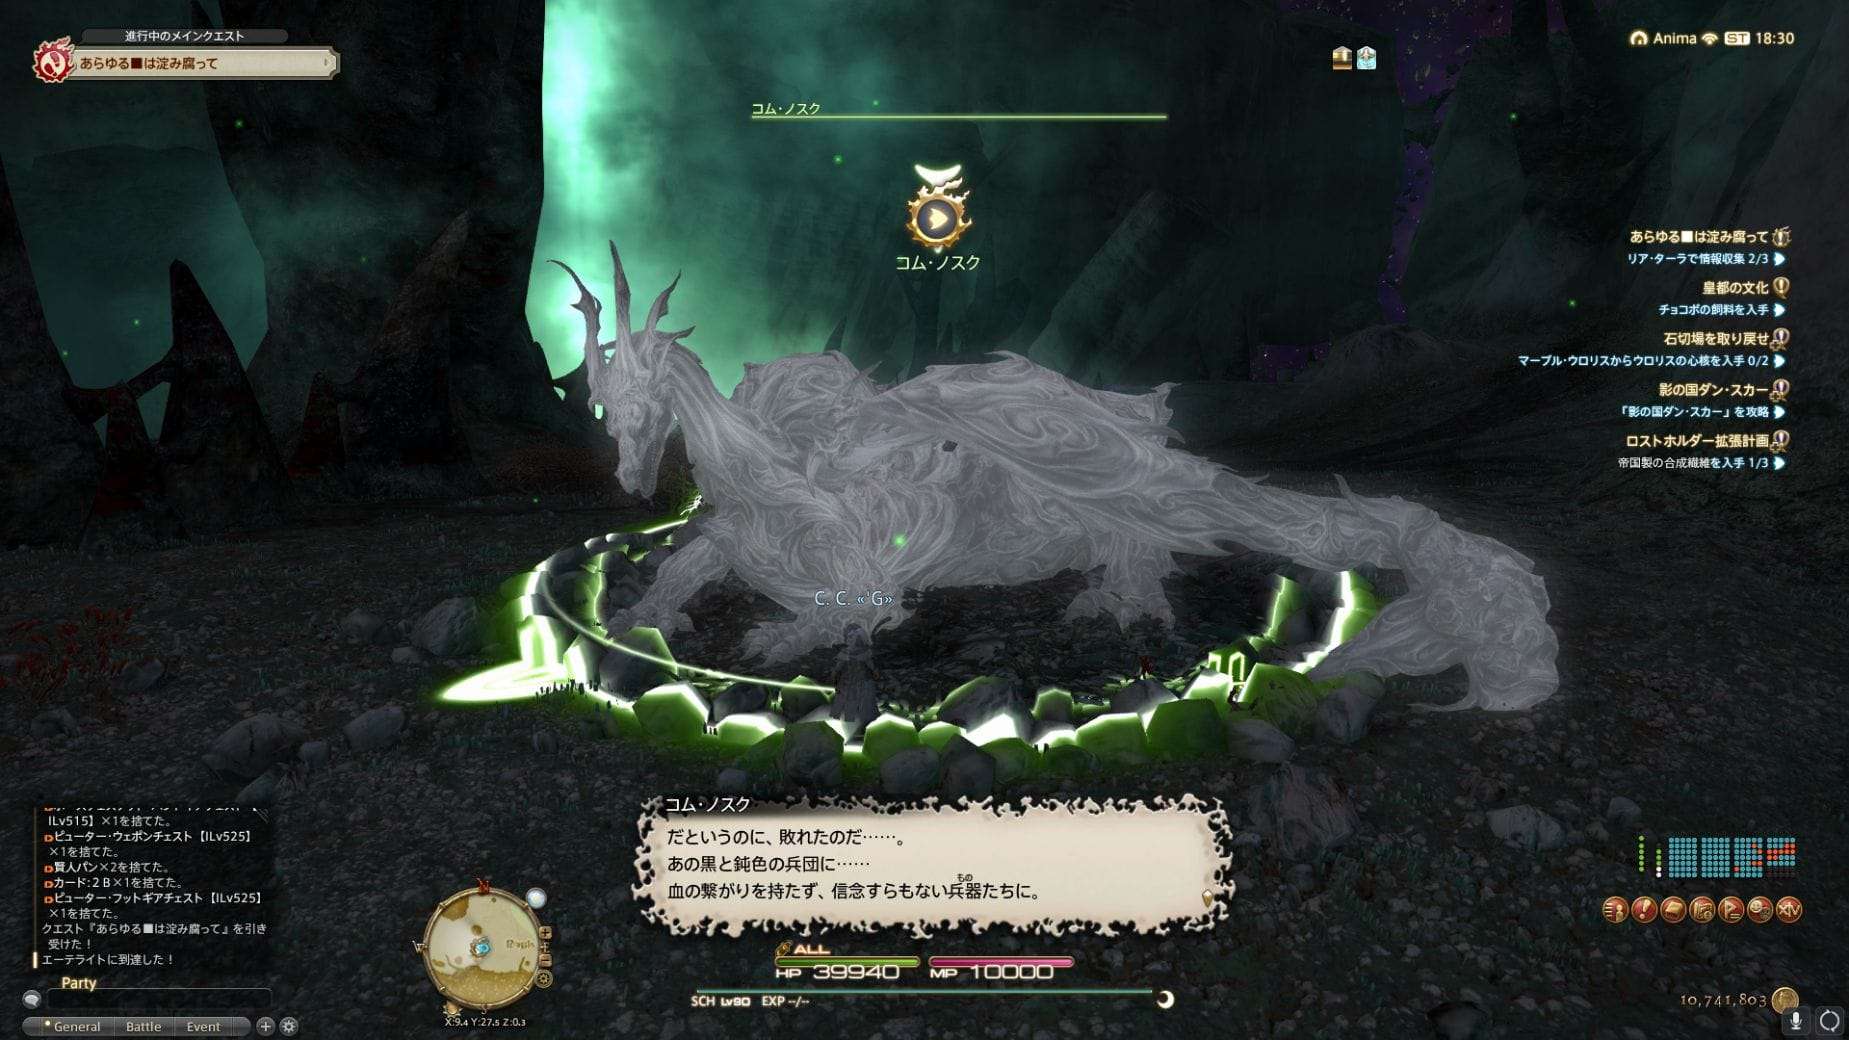 進行中のメインクエスト
あらゆる■は淀み腐って
Anima ST 18:30
コム・ノスク
コム・ノスク
あらゆる■は淀み腐って
リア・ターラで情報収集 2/3
皇都の文化
チョコボの飼料を入手
石切場を取り戻せ
マーブル・ウロリスからウロリスの心核を入手 0/2
影の国ダン・スカー
「影の国ダン・スカー」を攻略
ロストホルダー拡張計画
帝国製の合成繊維を入手 1/3
C. C. «'G»
コム・ノスク
だというのに、敗れたのだ……。
あの黒と鈍色の兵団に……
もの
血の繋がりを持たず、信念すらもない兵器たちに。
ILv515】×1を捨てた。
ピューター・ウェポンチェスト【ILv525】
×1を捨てた。
賢人パン×2を捨てた。
カード:2B×1を捨てた。
ピューター・フットギアチェスト【ILv525】
×1を捨てた。
クエスト『あらゆる■は淀み腐って』を引き
受けた！
エーテライトに到達した！
Party
General Battle Event
N
X:9.4 Y:27.5 Z:0.3
ALL
HP 39940 MP 10000
SCH Lv90 EXP --/--
10,741,803
XIV